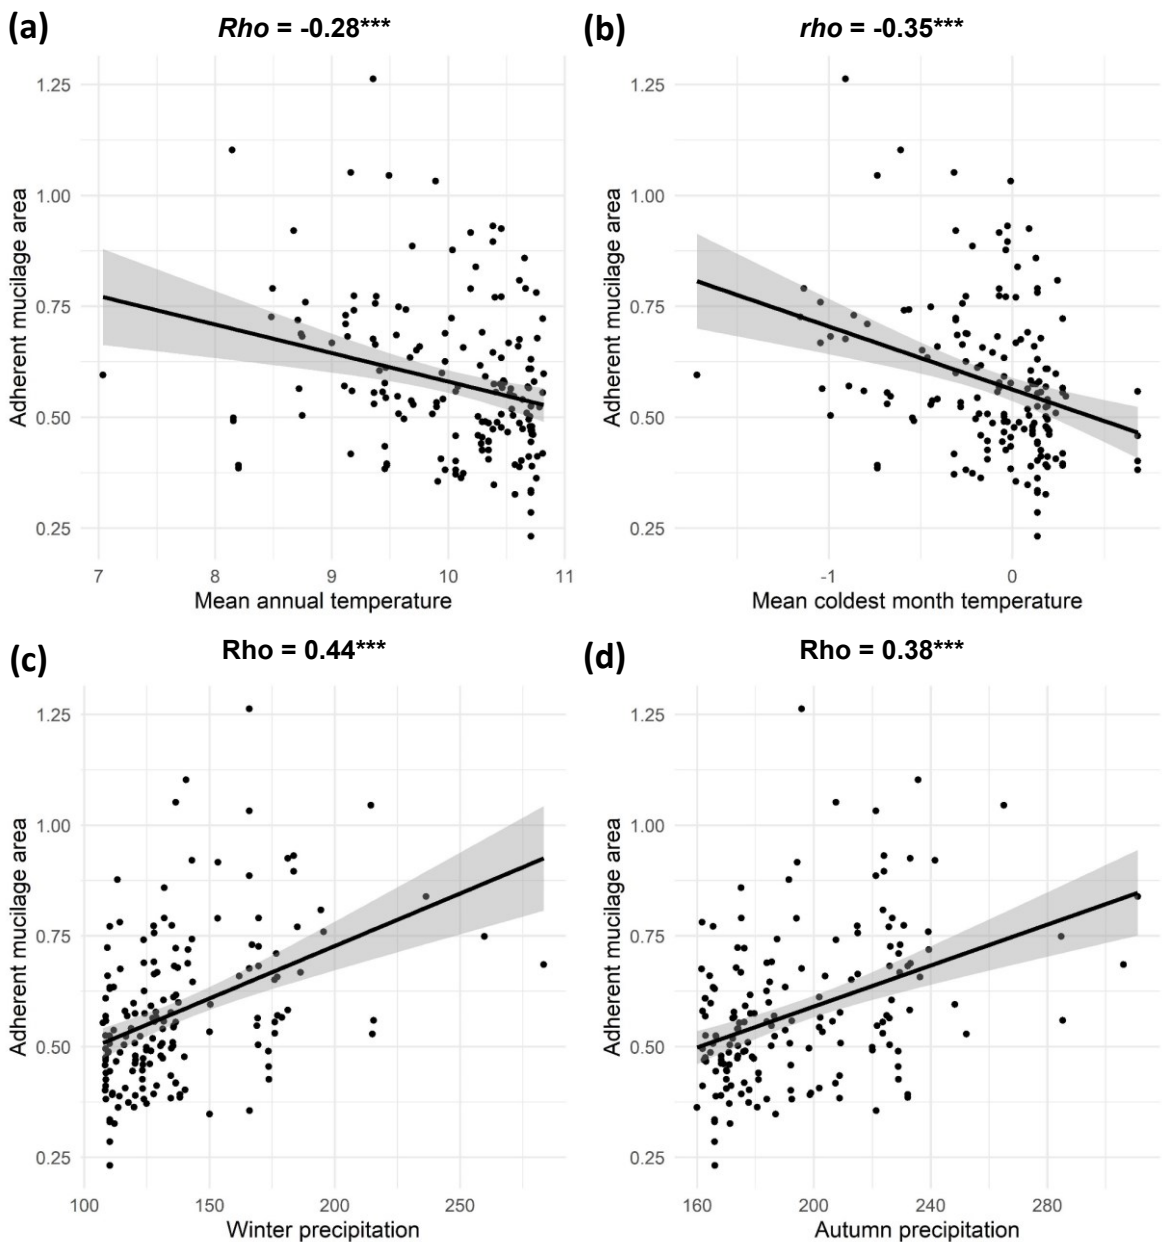 (a)
Rho = -0.28***
Adherent mucilage area
1.25
1.00
0.75
0.50
0.25
7
8
9
10
11
Mean annual temperature
(b)
rho = -0.35***
Adherent mucilage area
1.25
1.00
0.75
0.50
0.25
-1
0
Mean coldest month temperature
(c)
Rho = 0.44***
Adherent mucilage area
1.25
1.00
0.75
0.50
0.25
100
150
200
250
Winter precipitation
(d)
Rho = 0.38***
Adherent mucilage area
1.25
1.00
0.75
0.50
0.25
160
200
240
280
Autumn precipitation